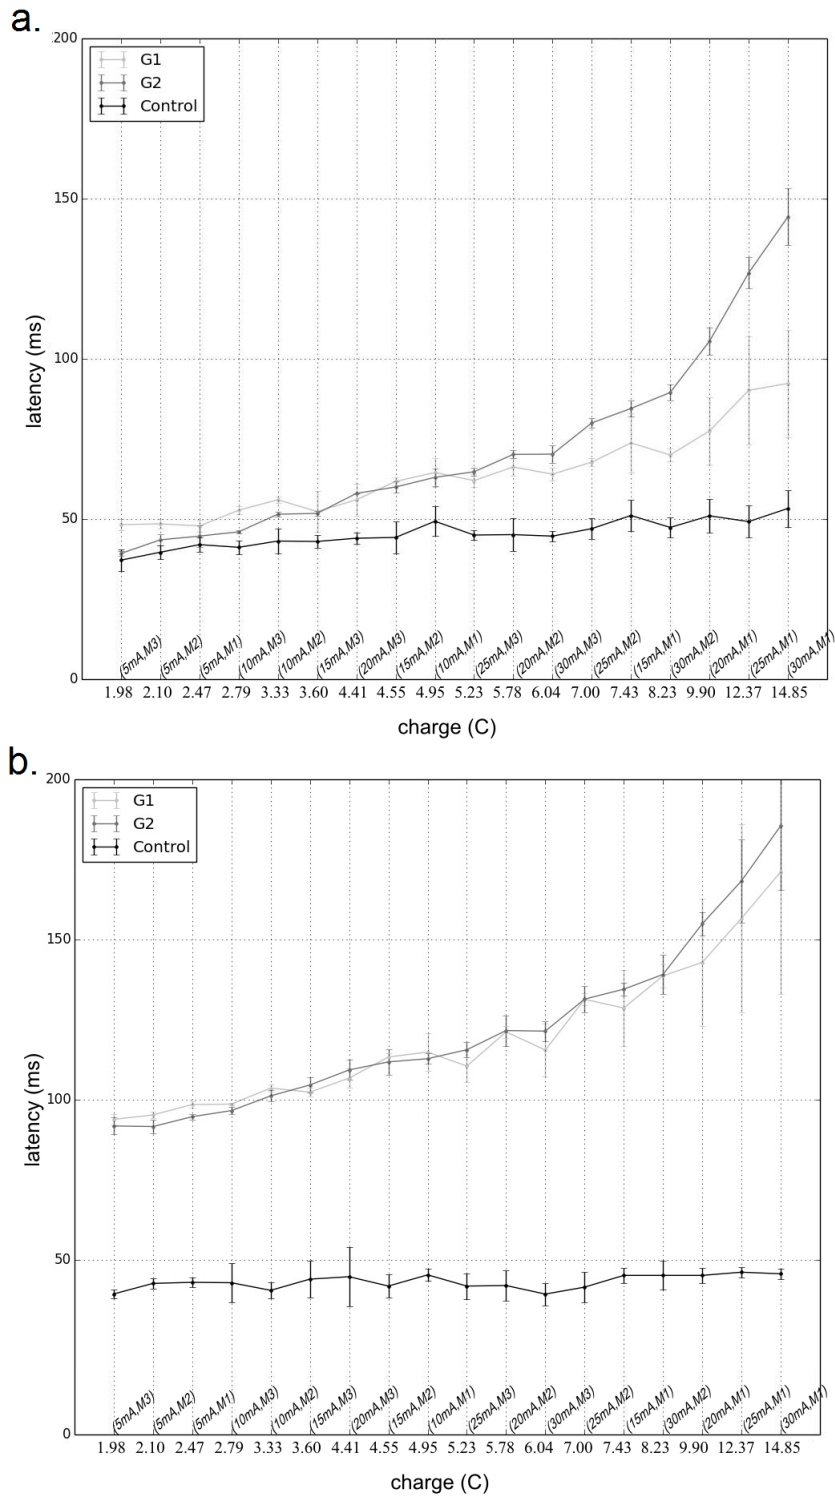 a.
200
G1
G2
Control
150
100
50
0
latency (ms)
(5mA,M3) (5mA,M2) (5mA,M1) (10mA,M3) (10mA,M2) (15mA,M3) (20mA,M3) (15mA,M2) (10mA,M1) (25mA,M3) (20mA,M2) (30mA,M3) (25mA,M2) (15mA,M1) (30mA,M2) (20mA,M1) (25mA,M1) (30mA,M1)
1.98 2.10 2.47 2.79 3.33 3.60 4.41 4.55 4.95 5.23 5.78 6.04 7.00 7.43 8.23 9.90 12.37 14.85
charge (C)
b.
200
G1
G2
Control
150
100
50
0
latency (ms)
(5mA,M3) (5mA,M2) (5mA,M1) (10mA,M3) (10mA,M2) (15mA,M3) (20mA,M3) (15mA,M2) (10mA,M1) (25mA,M3) (20mA,M2) (30mA,M3) (25mA,M2) (15mA,M1) (30mA,M2) (20mA,M1) (25mA,M1) (30mA,M1)
1.98 2.10 2.47 2.79 3.33 3.60 4.41 4.55 4.95 5.23 5.78 6.04 7.00 7.43 8.23 9.90 12.37 14.85
charge (C)